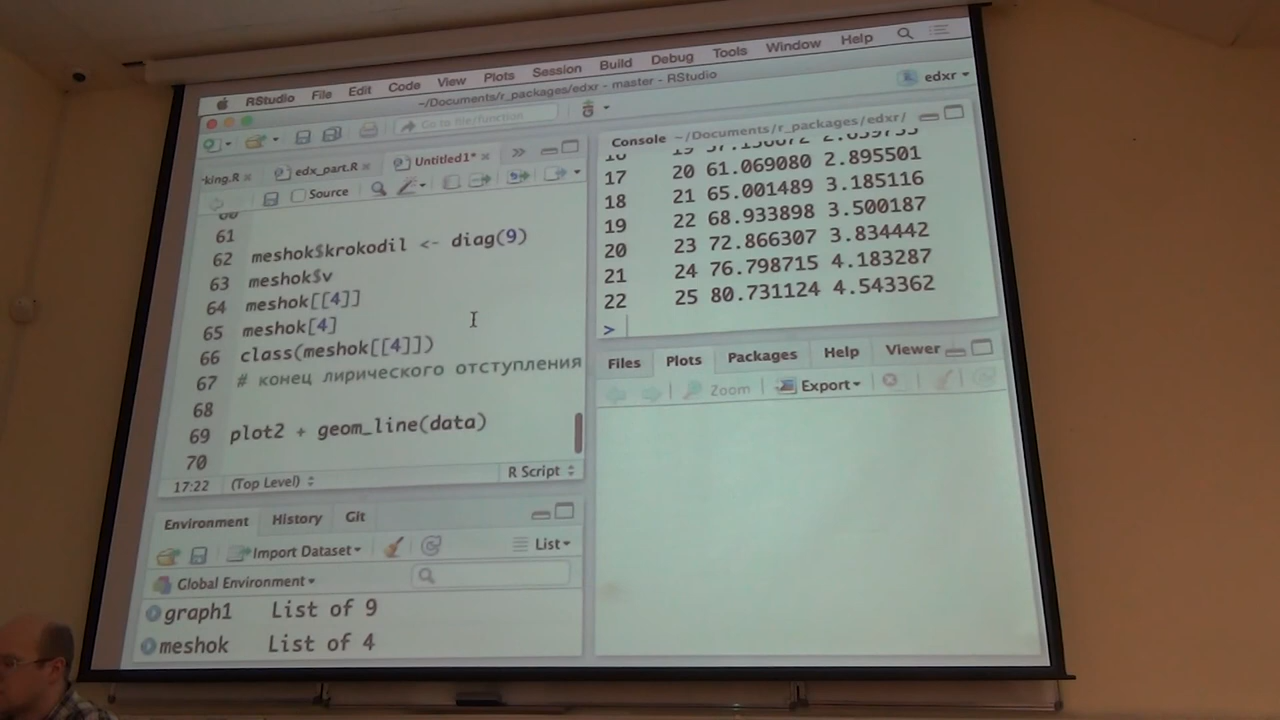 RStudio File Edit Code View Plots Session Build Debug Tools Window Help
~/Documents/r_packages/edxr - master - RStudio
Go to file/function
edxr
king.R
edx_part.R
Untitled1*
Source
61
62 meshok$krokodil <- diag(9)
63 meshok$v
64 meshok[[4]]
65 meshok[4]
66 class(meshok[[4]])
67 # конец лирического отступления
68
69 plot2 + geom_line(data)
70
17:22 (Top Level) R Script
Environment History Git
Import Dataset List
Global Environment
graph1 List of 9
meshok List of 4
Console ~/Documents/r_packages/edxr/
17 20 61.069080 2.895501
18 21 65.001489 3.185116
19 22 68.933898 3.500187
20 23 72.866307 3.834442
21 24 76.798715 4.183287
22 25 80.731124 4.543362
>
Files Plots Packages Help Viewer
Zoom Export